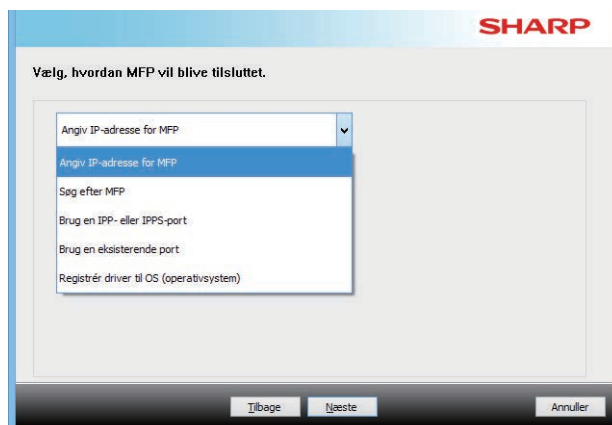 SHARP
Vælg, hvordan MFP vil blive tilsluttet.
Angiv IP-adresse for MFP
Angiv IP-adresse for MFP
Søg efter MFP
Brug en IPP- eller IPPS-port
Brug en eksisterende port
Registrér driver til OS (operativsystem)
Tilbage Næste Annuller